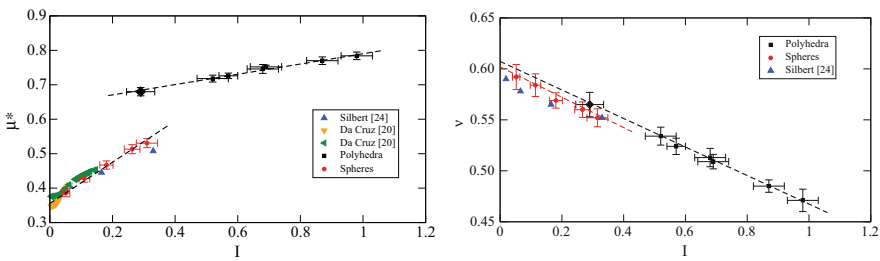 0.9
0.8
0.7
0.6
0.5
0.4
0.3
μ*
0 0.2 0.4 0.6 0.8 1 1.2
I
Silbert [24]
Da Cruz [20]
Da Cruz [20]
Polyhedra
Spheres
0.65
0.60
0.55
0.50
0.45
ν
0 0.2 0.4 0.6 0.8 1 1.2
I
Polyhedra
Spheres
Silbert [24]